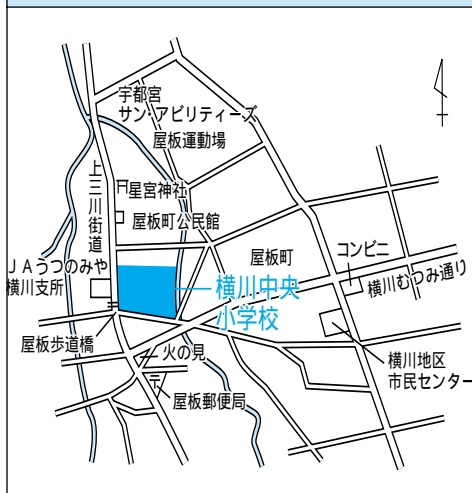 宇都宮
サン・アビリティーズ
屋板運動場
上三川街道
星宮神社
屋板町公民館
屋板町
コンビニ
横川むつみ通り
ＪＡうつのみや
横川支所
横川中央
小学校
屋板歩道橋
火の見
横川地区
市民センター
〒
屋板郵便局